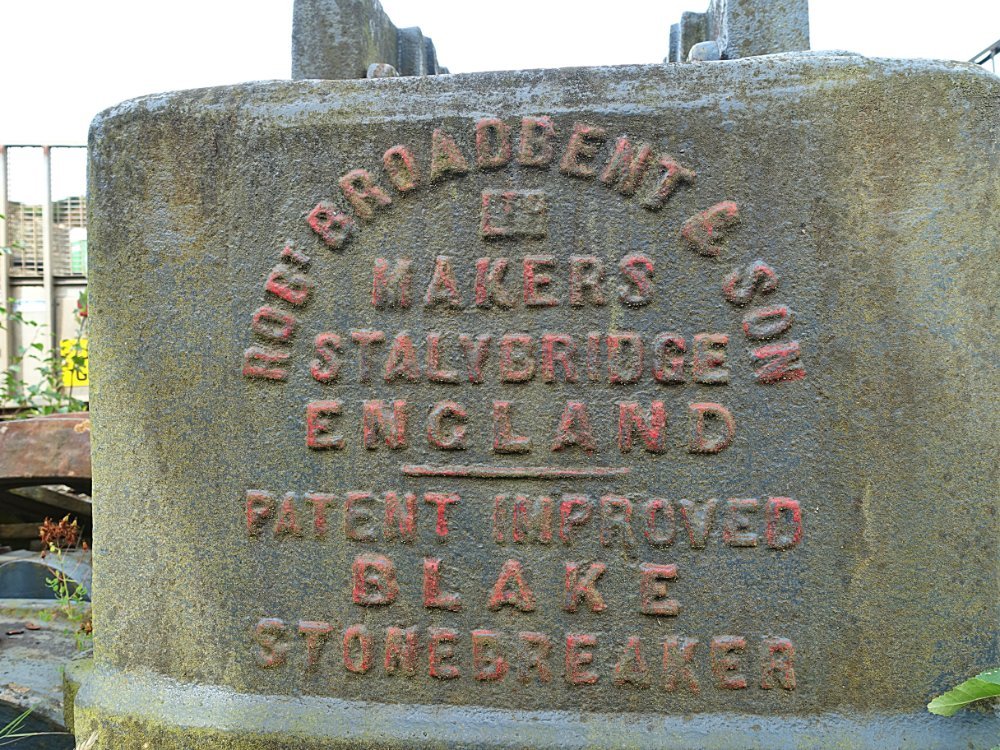 ROBT BROADBENT & SON
LTD
MAKERS
STALYBRIDGE
ENGLAND
PATENT IMPROVED
BLAKE
STONEBREAKER